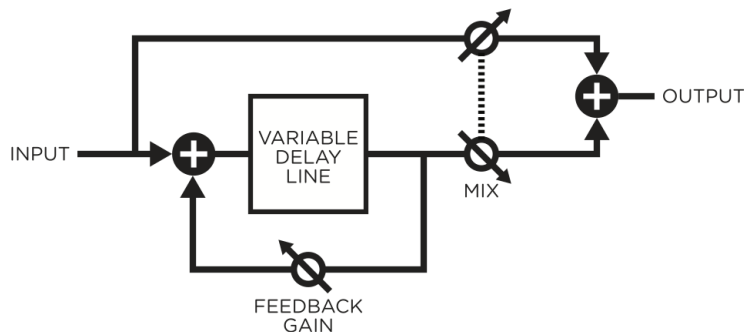 INPUT
VARIABLE
DELAY
LINE
MIX
OUTPUT
FEEDBACK
GAIN